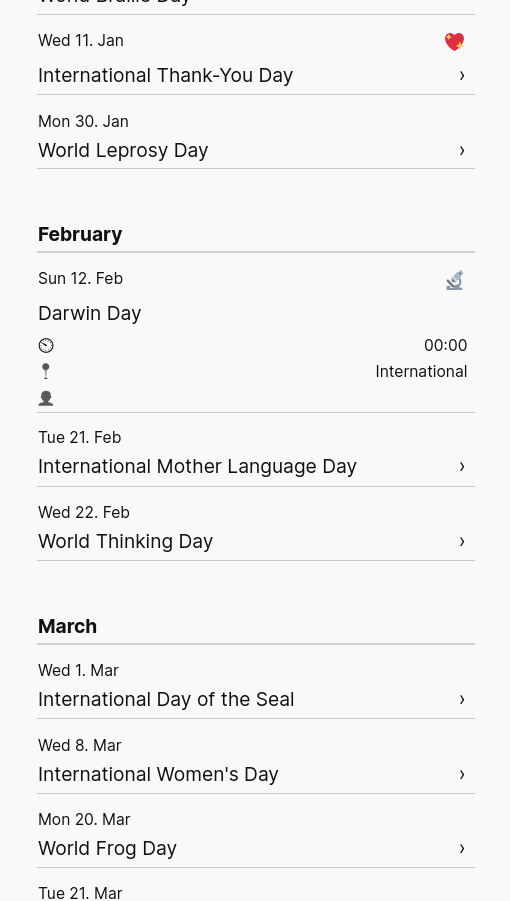 World Braille Day
Wed 11. Jan
International Thank-You Day
Mon 30. Jan
World Leprosy Day
February
Sun 12. Feb
Darwin Day
00:00
International
Tue 21. Feb
International Mother Language Day
Wed 22. Feb
World Thinking Day
March
Wed 1. Mar
International Day of the Seal
Wed 8. Mar
International Women's Day
Mon 20. Mar
World Frog Day
Tue 21. Mar